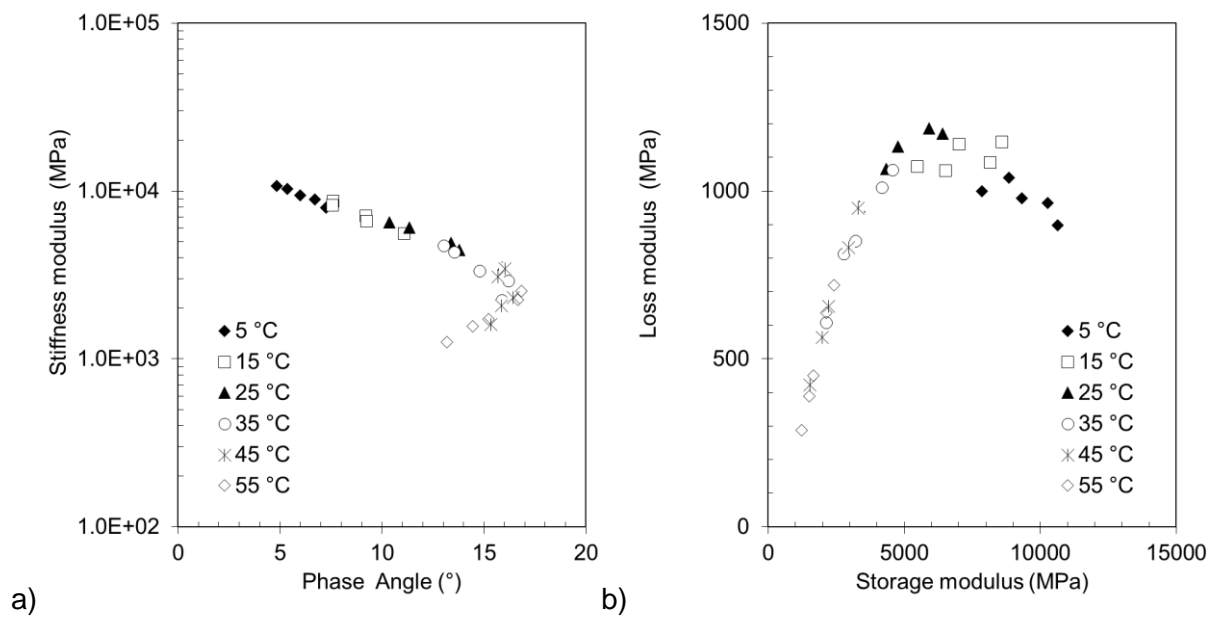 1.0E+05
1.0E+04
1.0E+03
1.0E+02
Stiffness modulus (MPa)
5 °C
15 °C
25 °C
35 °C
45 °C
55 °C
0 5 10 15 20
Phase Angle (°)
a)
1500
1000
500
0
Loss modulus (MPa)
5 °C
15 °C
25 °C
35 °C
45 °C
55 °C
0 5000 10000 15000
Storage modulus (MPa)
b)